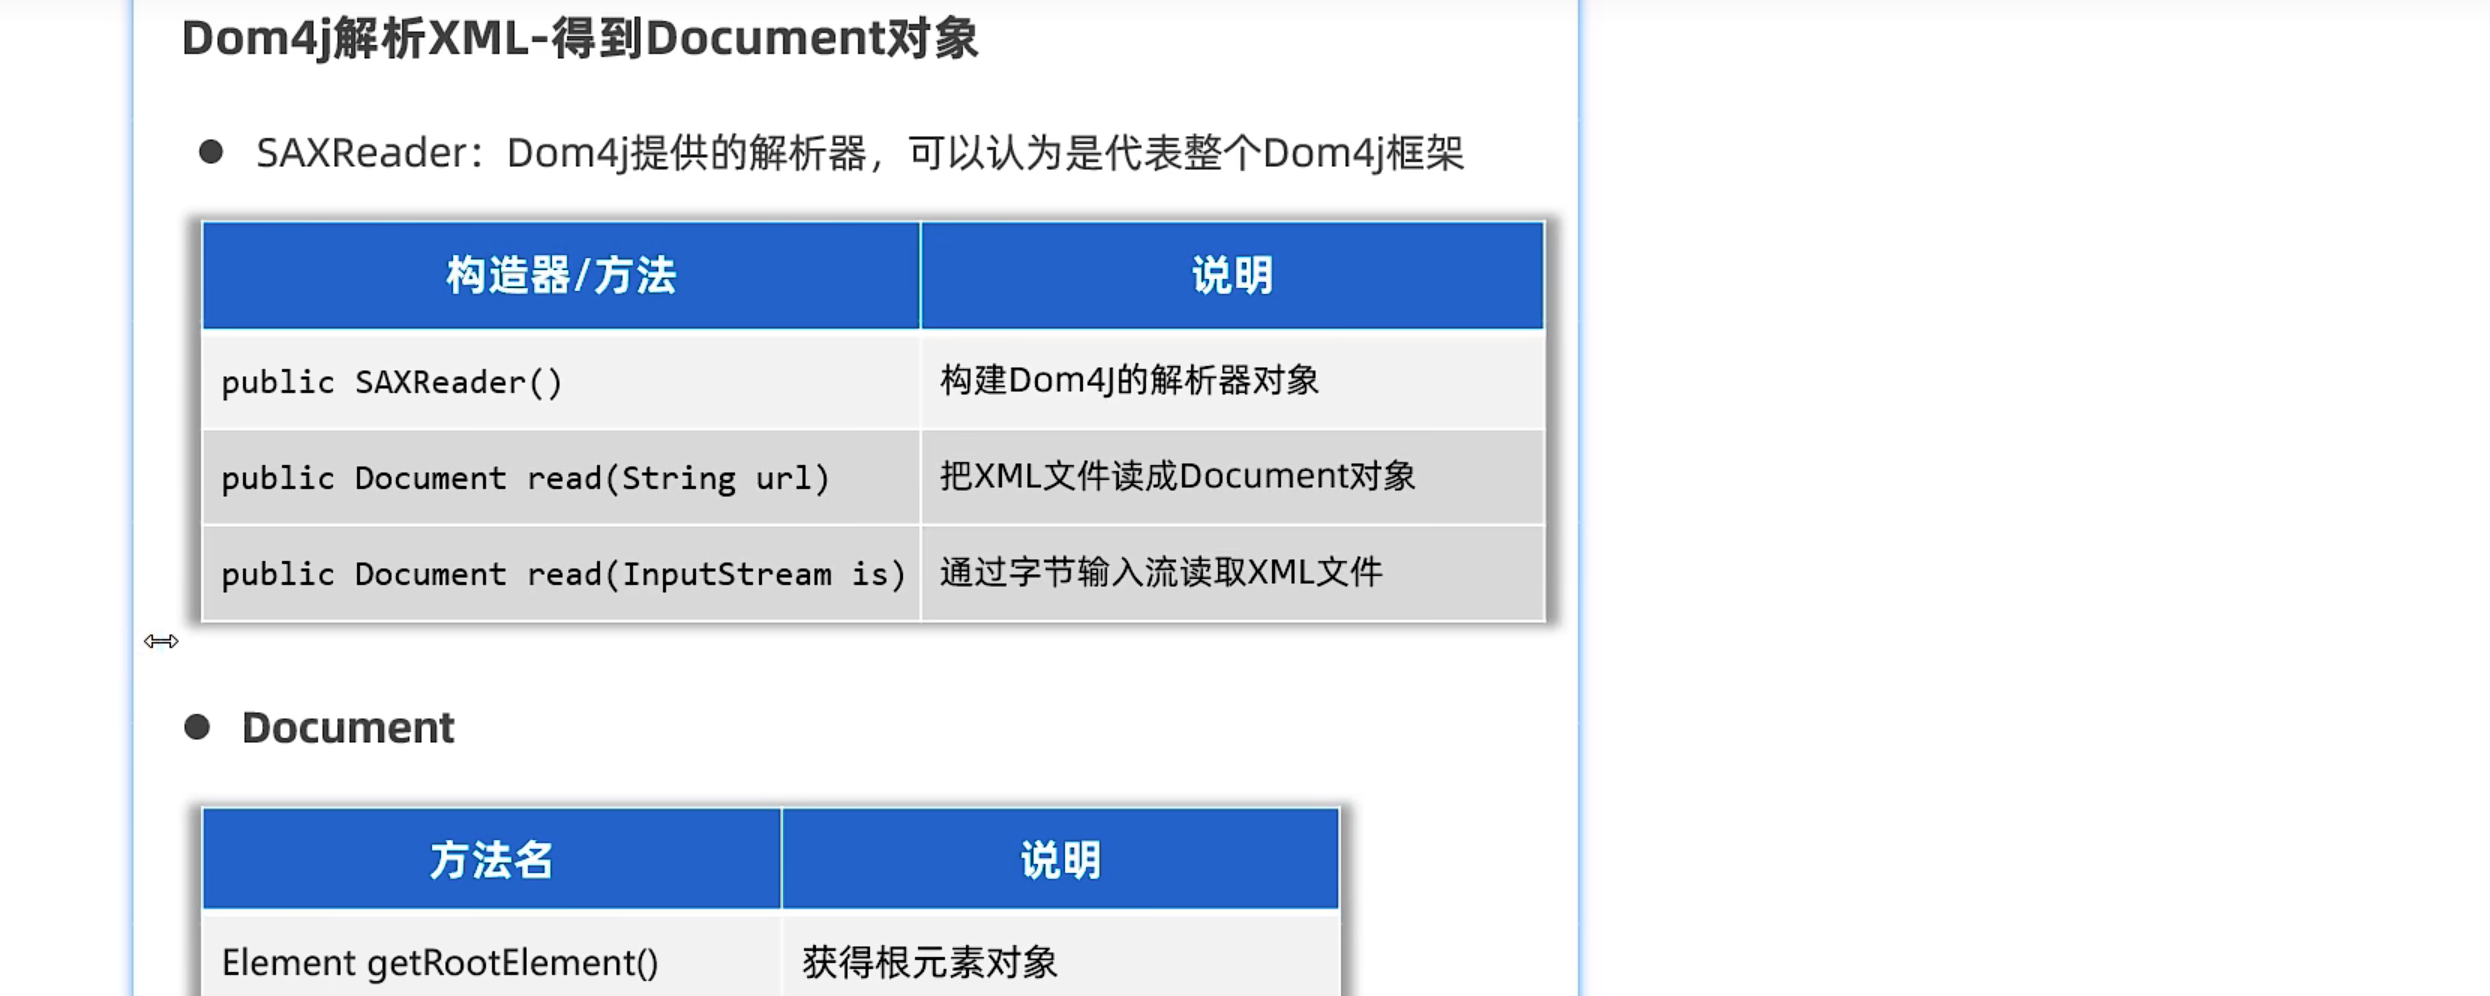 Dom4j解析XML-得到Document对象
● SAXReader：Dom4j提供的解析器，可以认为是代表整个Dom4j框架
构造器/方法 说明
public SAXReader() 构建Dom4J的解析器对象
public Document read(String url) 把XML文件读成Document对象
public Document read(InputStream is) 通过字节输入流读取XML文件
● Document
方法名 说明
Element getRootElement() 获得根元素对象